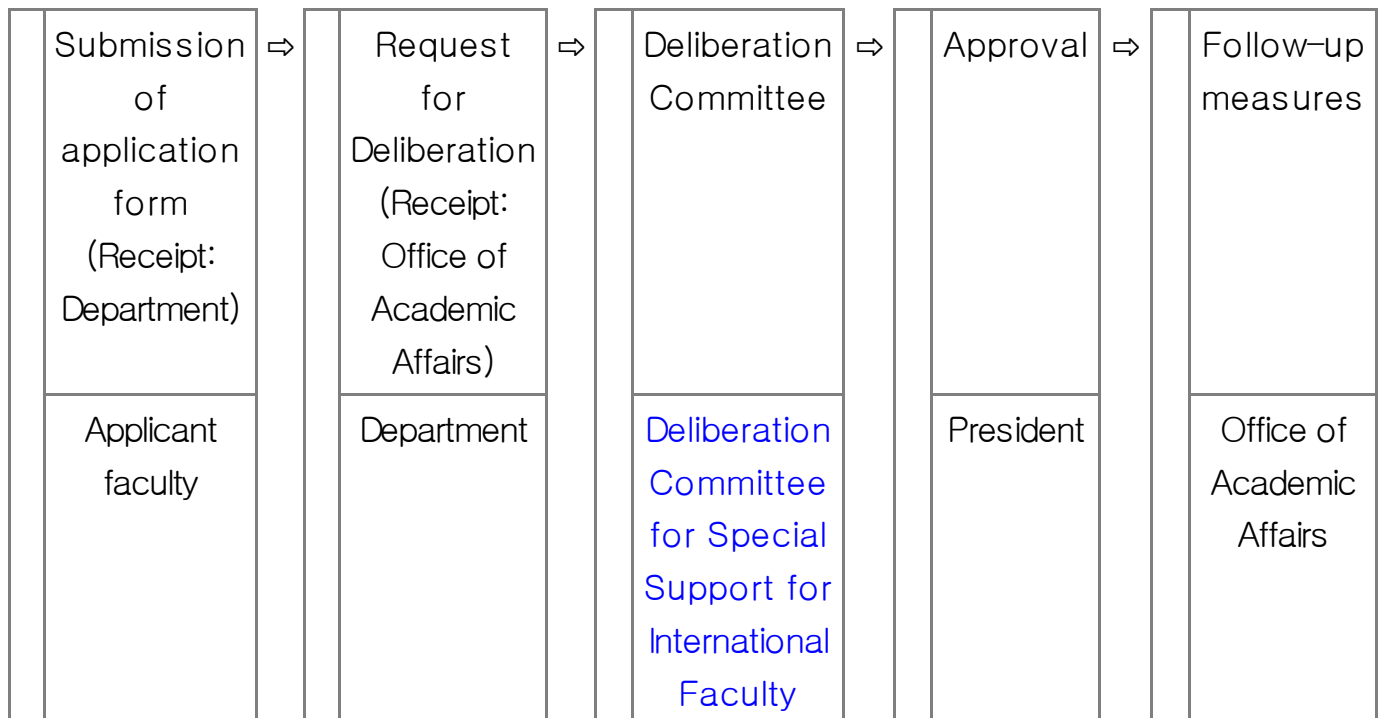 Submission
of
application
form
(Receipt:
Department)
⇨
Request
for
Deliberation
(Receipt:
Office of
Academic
Affairs)
⇨
Deliberation
Committee
⇨
Approval
⇨
Follow-up
measures
Applicant
faculty
Department
Deliberation
Committee
for Special
Support for
International
Faculty
President
Office of
Academic
Affairs